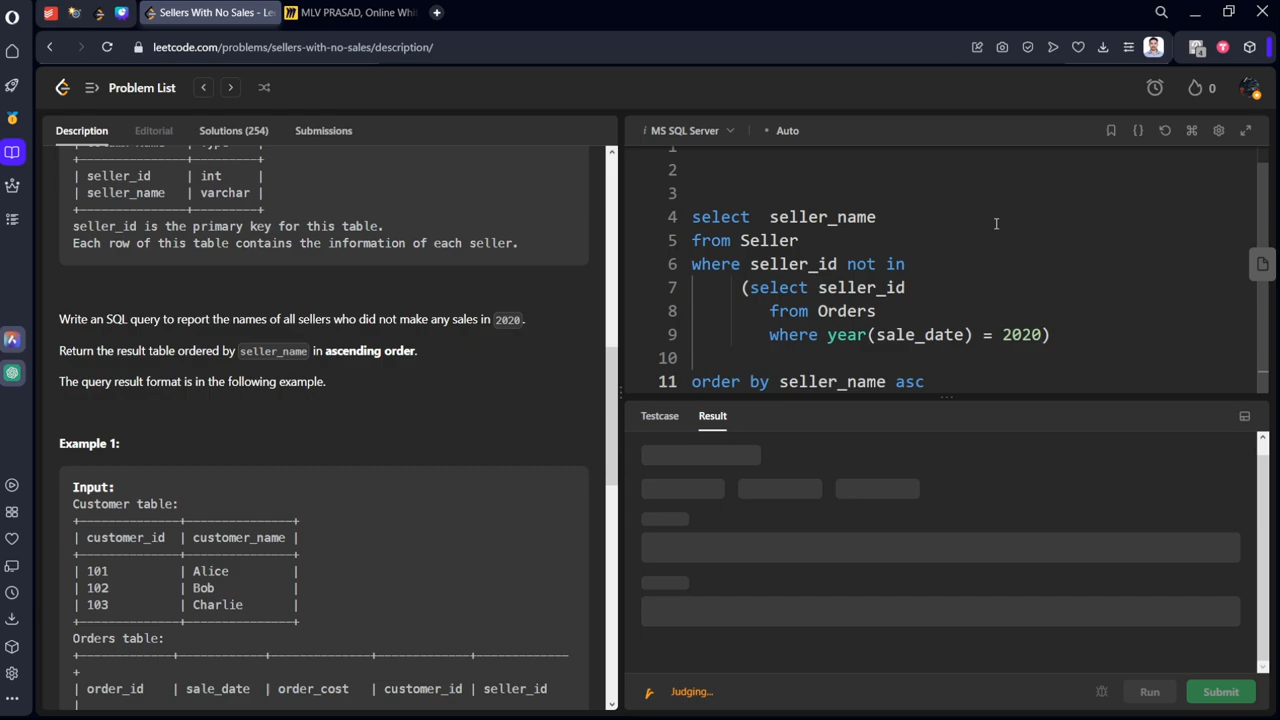 Sellers With No Sales - Le
MLV PRASAD, Online Whi
leetcode.com/problems/sellers-with-no-sales/description/
4
Problem List
0
Description
Editorial
Solutions (254)
Submissions
+--------------+---------+
| seller_id | int |
| seller_name | varchar |
+--------------+---------+
seller_id is the primary key for this table.
Each row of this table contains the information of each seller.
Write an SQL query to report the names of all sellers who did not make any sales in 2020.
Return the result table ordered by seller_name in ascending order.
The query result format is in the following example.
Example 1:
Input:
Customer table:
+--------------+---------------+
| customer_id | customer_name |
+--------------+---------------+
| 101 | Alice |
| 102 | Bob |
| 103 | Charlie |
+--------------+---------------+
Orders table:
+-------------+------------+--------------+-------------+-------------
+
| order_id | sale_date | order_cost | customer_id | seller_id
|
MS SQL Server
Auto
1
2
3
4 select seller_name
5 from Seller
6 where seller_id not in
7 (select seller_id
8 from Orders
9 where year(sale_date) = 2020)
10
11 order by seller_name asc
Testcase
Result
Judging...
Run
Submit